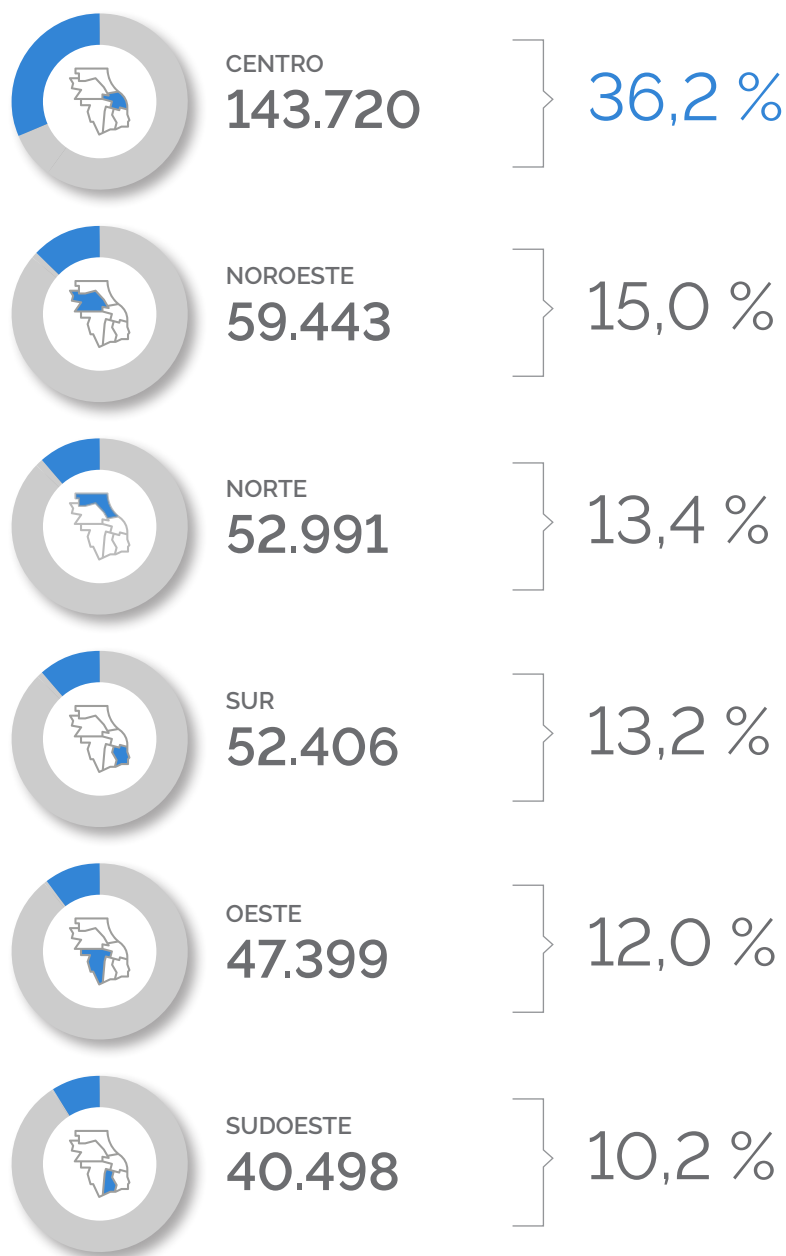 CENTRO
143.720
36,2 %
NOROESTE
59.443
15,0 %
NORTE
52.991
13,4 %
SUR
52.406
13,2 %
OESTE
47.399
12,0 %
SUDOESTE
40.498
10,2 %